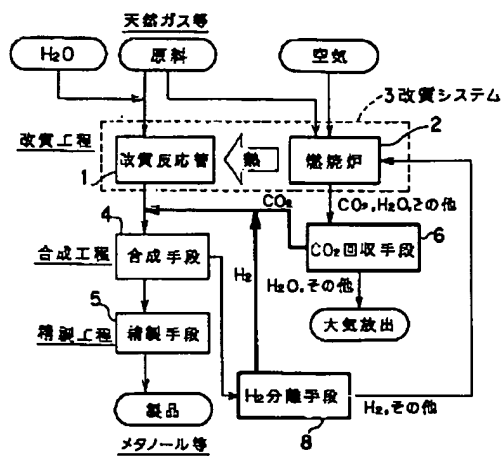 天然ガス等
H₂O
原料
空気
3改質システム
改質工程
改質反応管
熱
燃焼炉
2
1
CO₂
CO₂,H₂O,その他
4
合成工程
合成手段
CO₂回収手段
6
H₂
H₂O,その他
5
精製工程
精製手段
大気放出
製品
H₂分離手段
H₂,その他
メタノール等
8